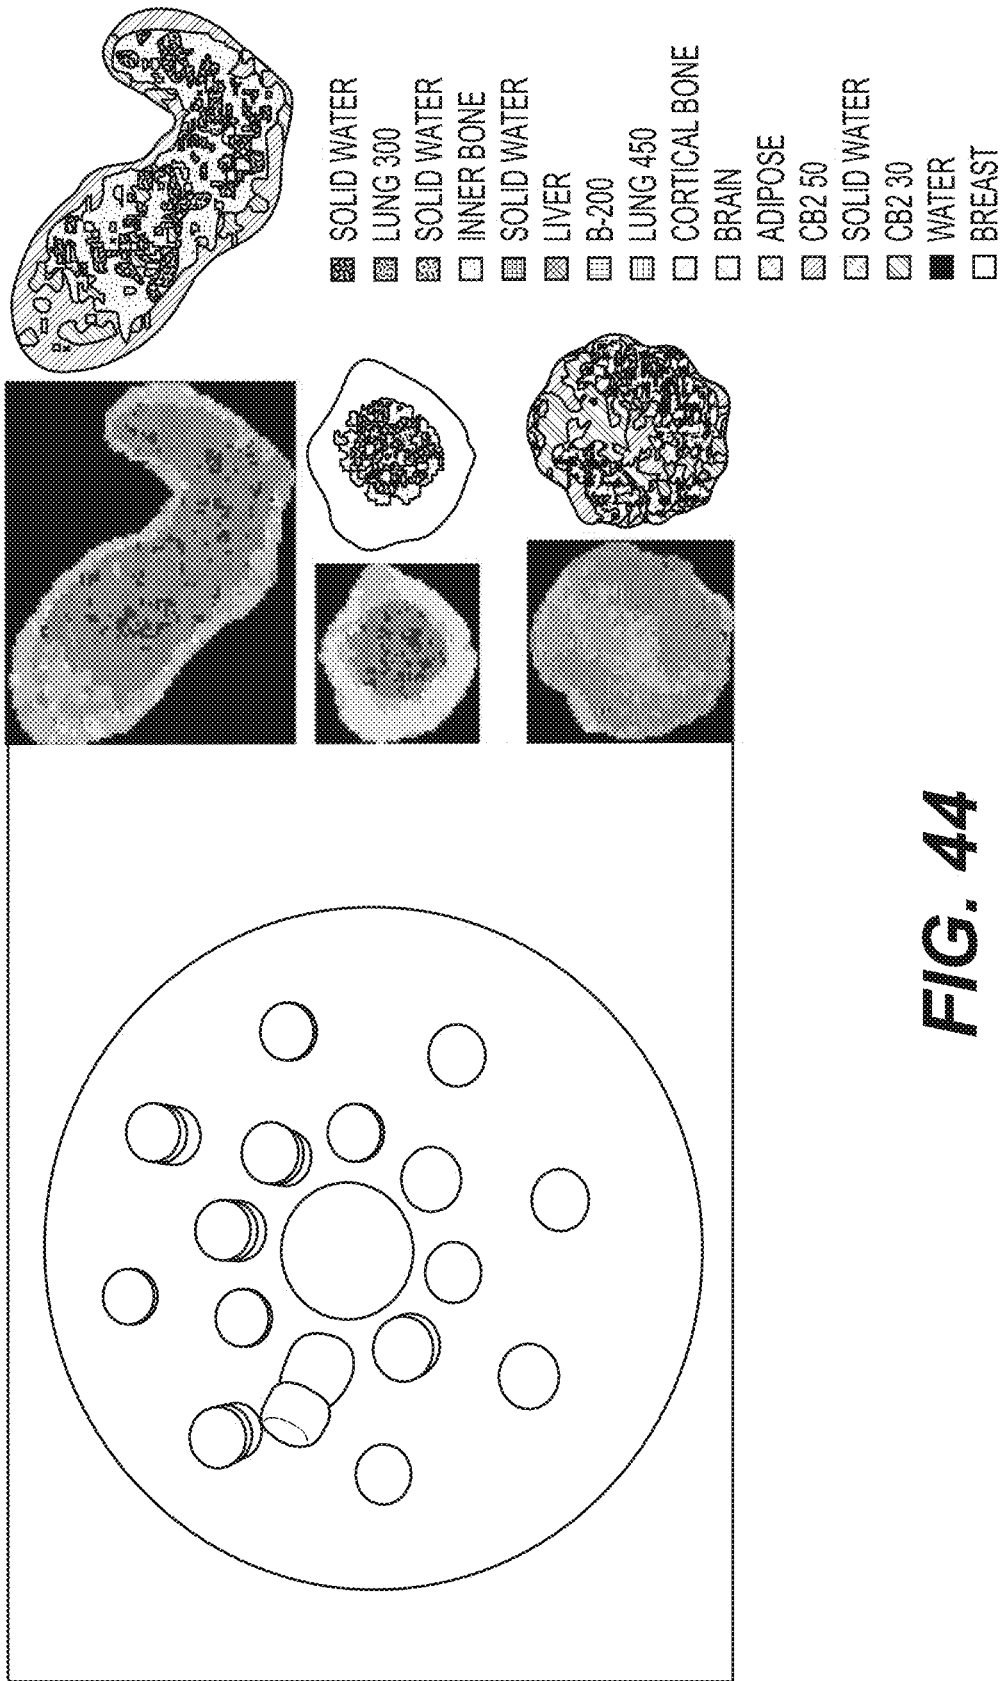 SOLID WATER
LUNG 300
SOLID WATER
INNER BONE
SOLID WATER
LIVER
B-200
LUNG 450
CORTICAL BONE
BRAIN
ADIPOSE
CB2 50
SOLID WATER
CB2 30
WATER
BREAST
FIG. 44